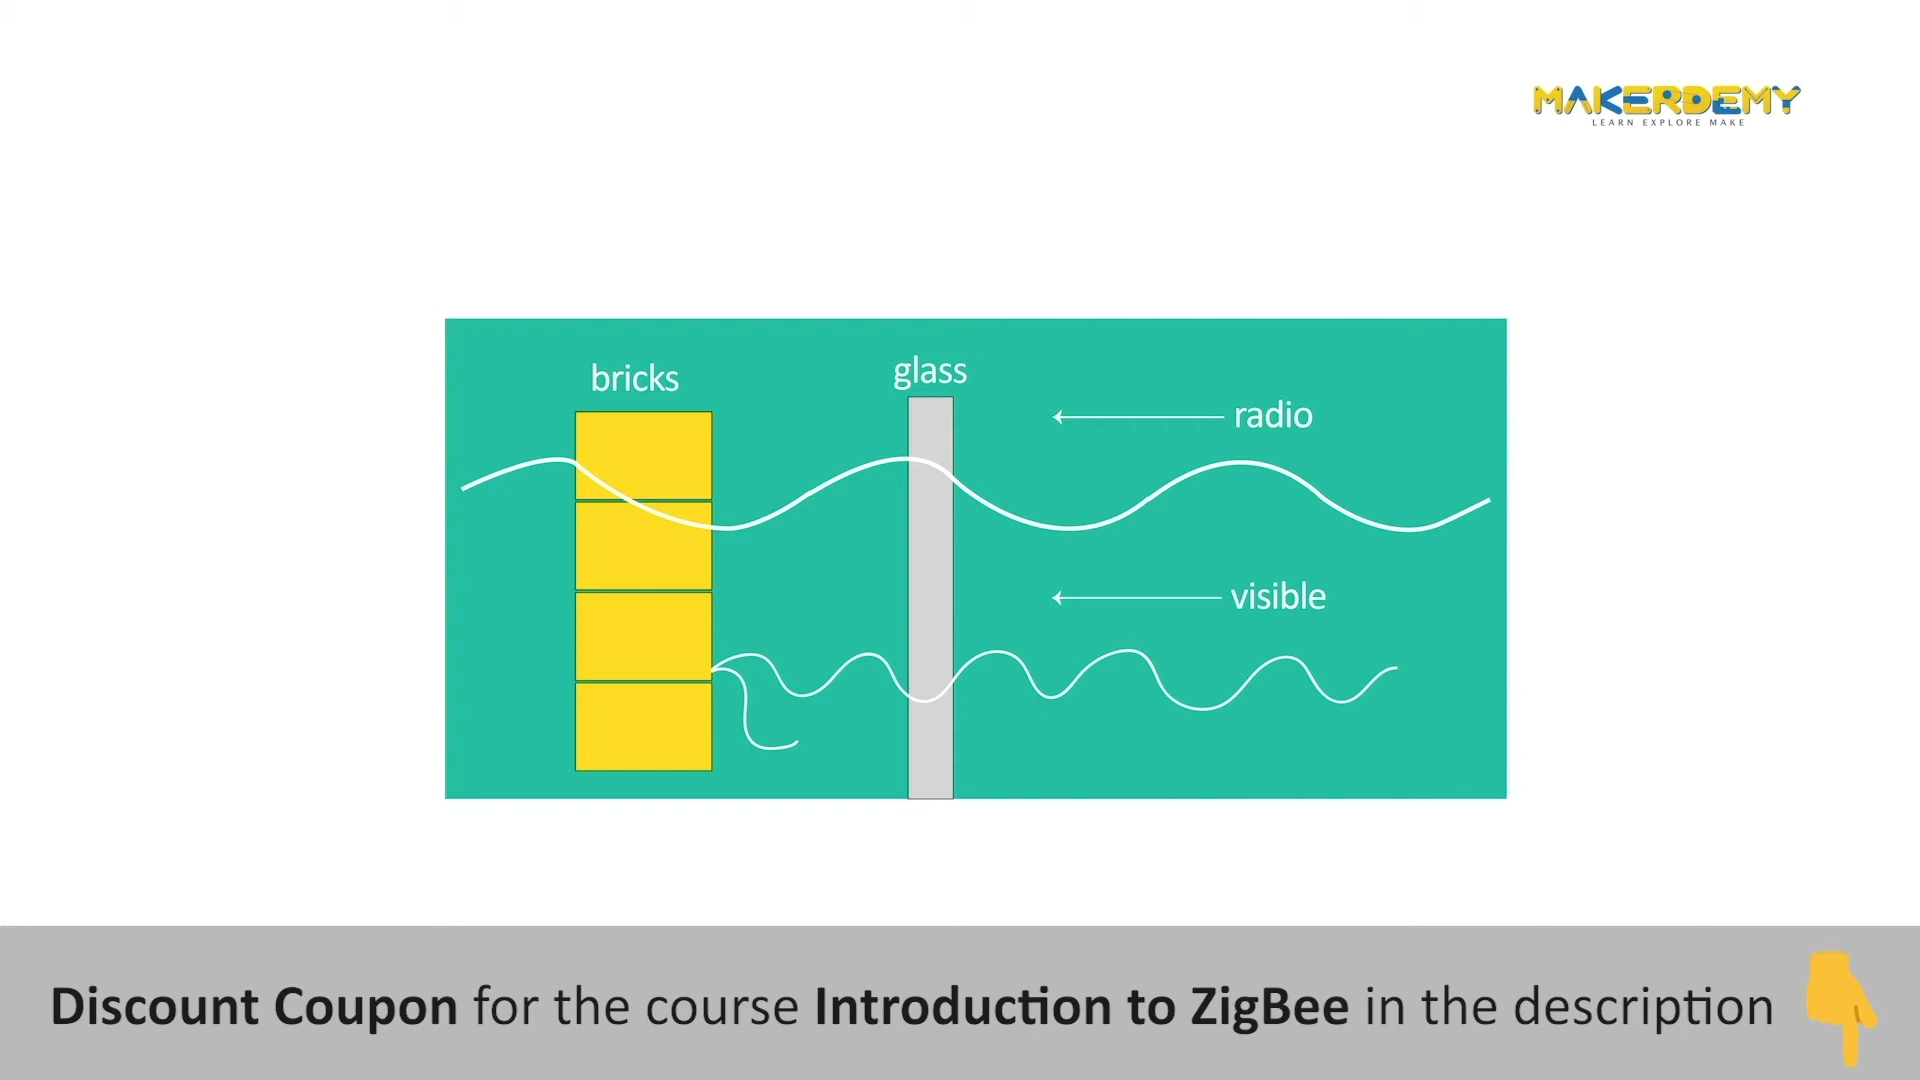 MAKERDEMY
LEARN EXPLORE MAKE
bricks
glass
radio
visible
Discount Coupon for the course Introduction to ZigBee in the description